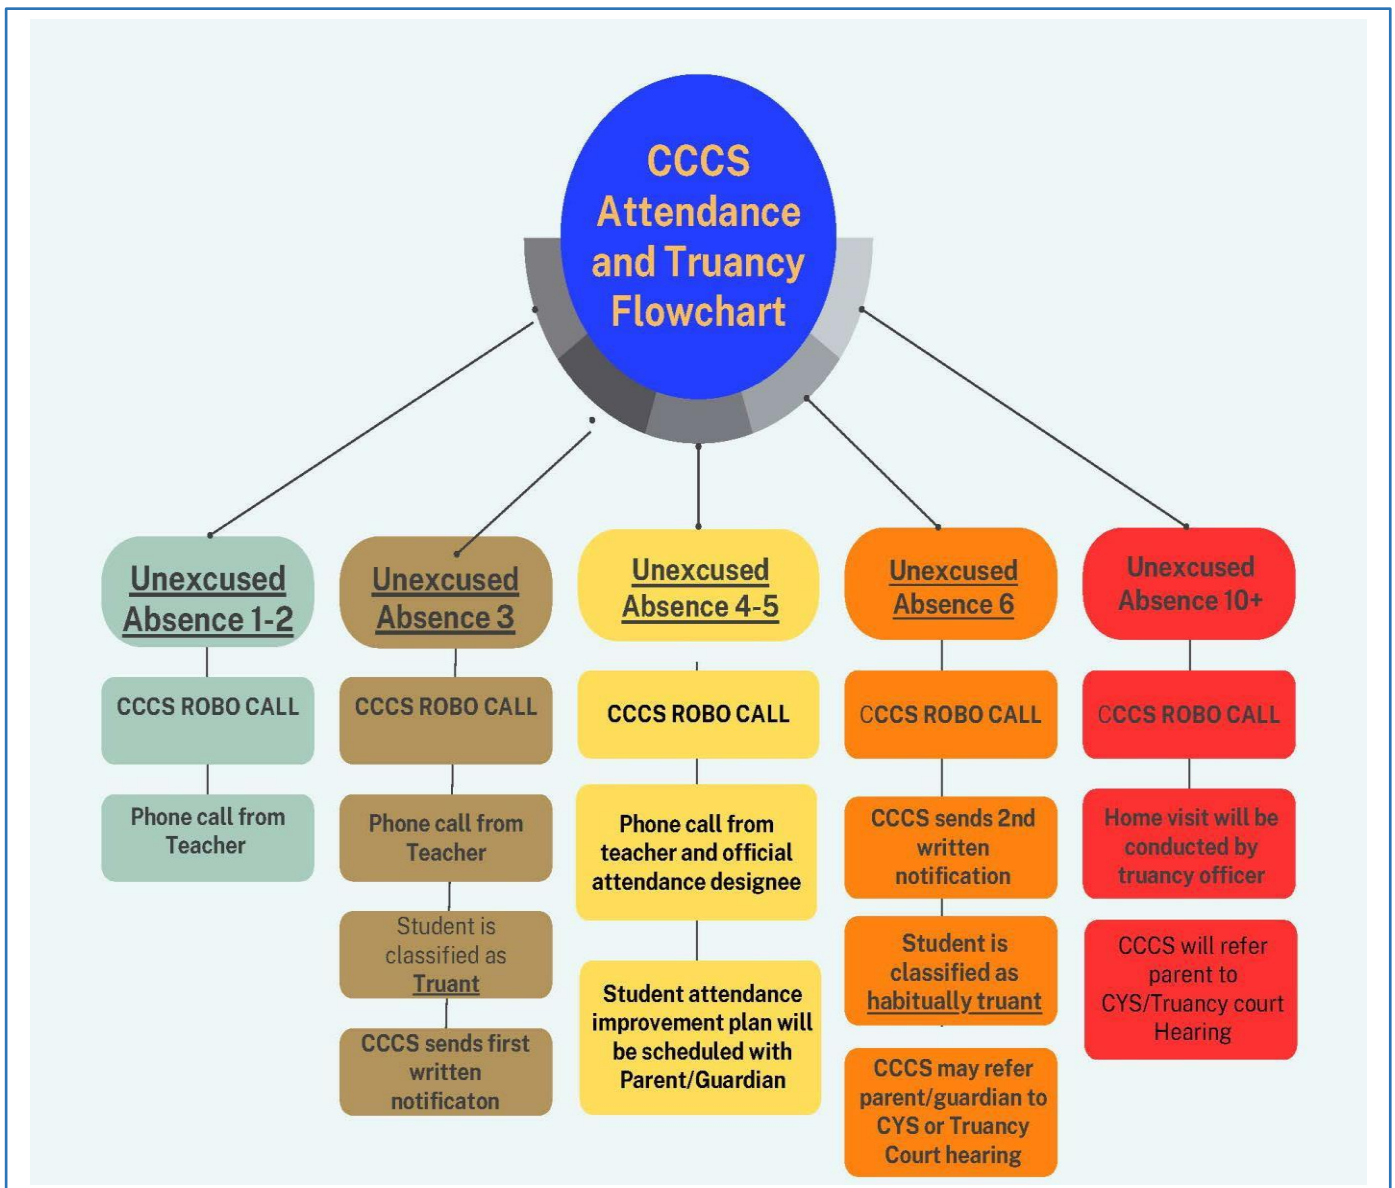 CCCS
Attendance
and Truancy
Flowchart
Unexcused
Absence 1-2
CCCS ROBO CALL
Phone call from
Teacher
Unexcused
Absence 3
CCCS ROBO CALL
Phone call from
Teacher
Student is
classified as
Truant
CCCS sends first
written
notificaton
Unexcused
Absence 4-5
CCCS ROBO CALL
Phone call from
teacher and official
attendance designee
Student attendance
improvement plan will
be scheduled with
Parent/Guardian
Unexcused
Absence 6
CCCS ROBO CALL
CCCS sends 2nd
written
notification
Student is
classified as
habitually truant
CCCS may refer
parent/guardian to
CYS or Truancy
Court hearing
Unexcused
Absence 10+
CCCS ROBO CALL
Home visit will be
conducted by
truancy officer
CCCS will refer
parent to
CYS/Truancy court
Hearing